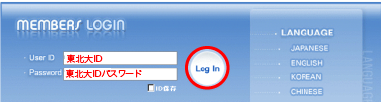 MEMBERS LOGIN
User ID 東北大ID
Password 東北大IDパスワード
ID保存
Log In
LANGUAGE
JAPANESE
ENGLISH
KOREAN
CHINESE
LANGUAGE